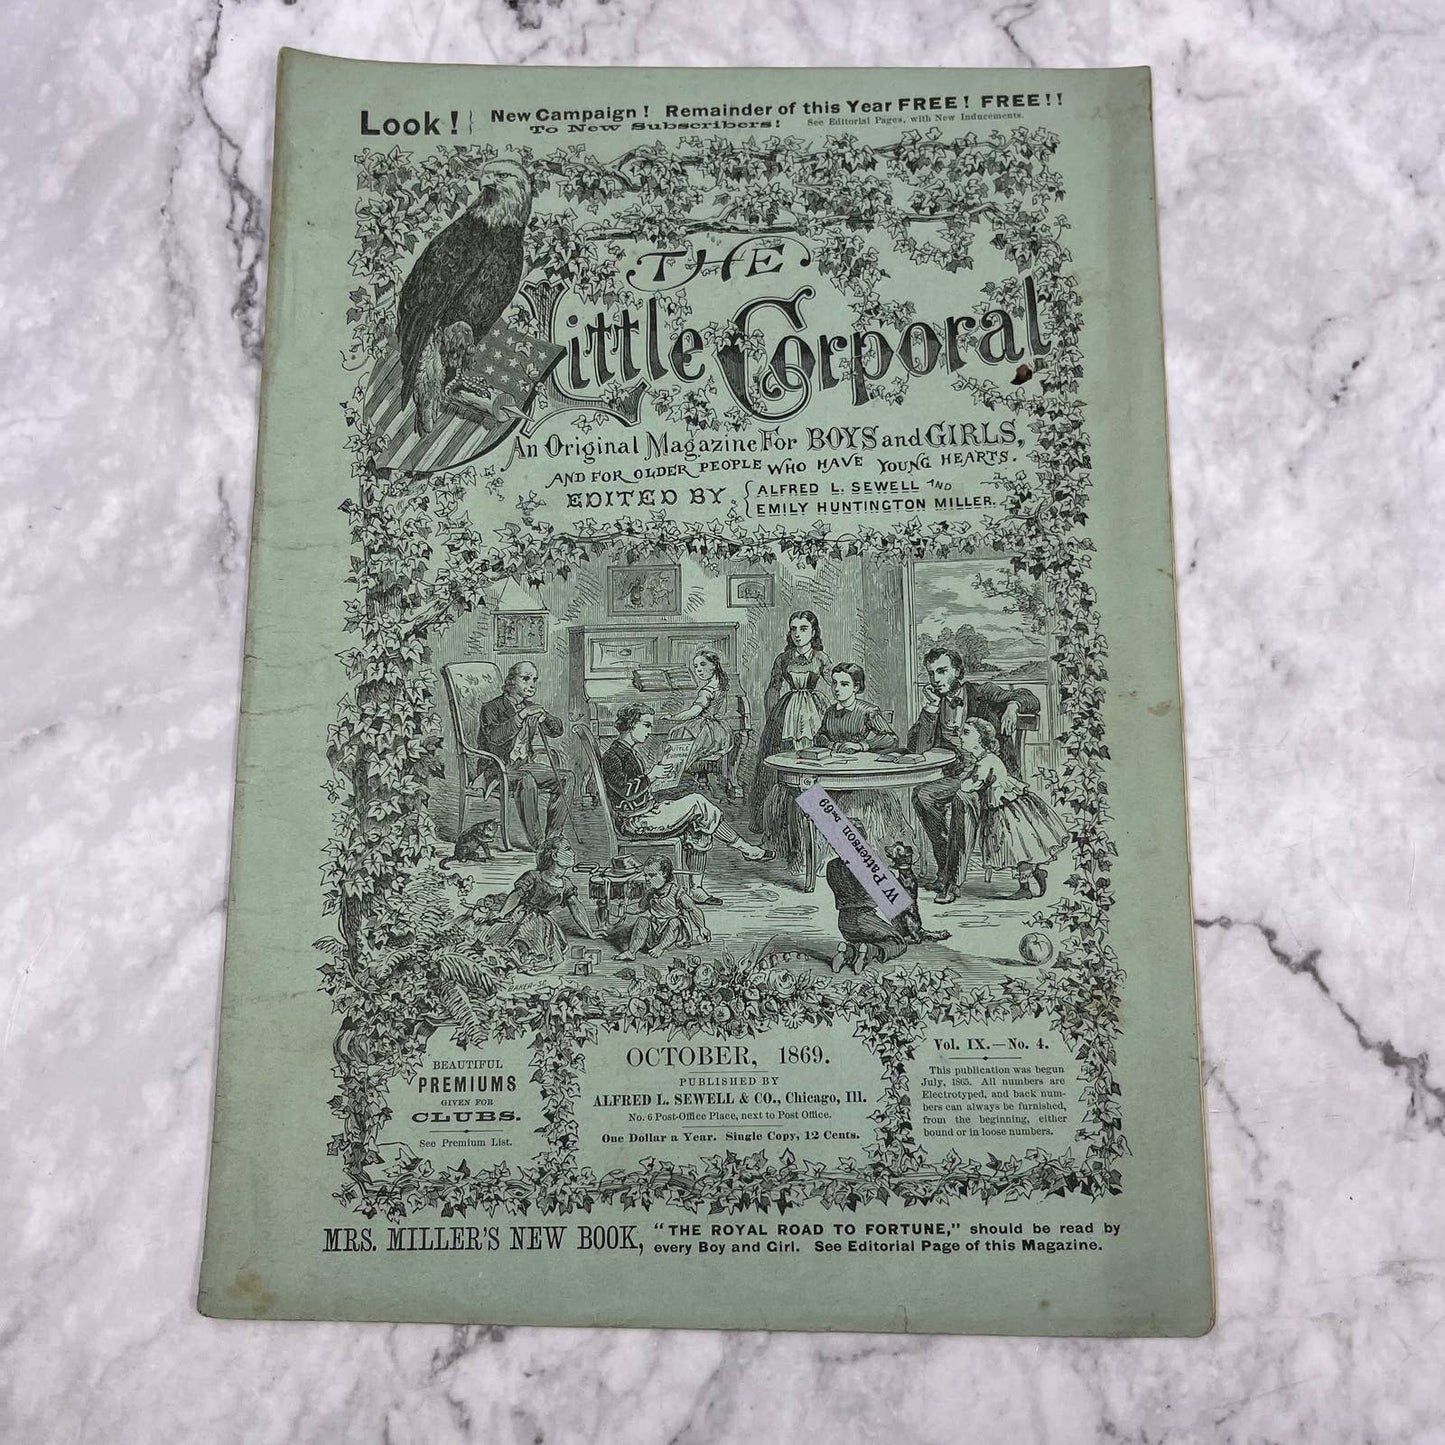 Look! New Campaign! Remainder of this Year FREE! FREE!!
To New Subscribers! See Editorial Pages, with New Inducements.
THE
Little Corporal
An Original Magazine For BOYS and GIRLS,
AND FOR OLDER PEOPLE WHO HAVE YOUNG HEARTS.
EDITED BY ALFRED L. SEWELL AND
EMILY HUNTINGTON MILLER.
LITTLE
CORPORAL
W Patterson
BAKER. SC.
BEAUTIFUL
PREMIUMS
GIVEN FOR
CLUBS.
See Premium List.
OCTOBER, 1869.
PUBLISHED BY
ALFRED L. SEWELL & CO., Chicago, Ill.
No. 6 Post-Office Place, next to Post Office.
One Dollar a Year. Single Copy, 12 Cents.
Vol. IX.—No. 4.
This publication was begun
July, 1865. All numbers are
Electrotyped, and back num-
bers can always be furnished,
from the beginning, either
bound or in loose numbers.
MRS. MILLER'S NEW BOOK, "THE ROYAL ROAD TO FORTUNE," should be read by
every Boy and Girl. See Editorial Page of this Magazine.